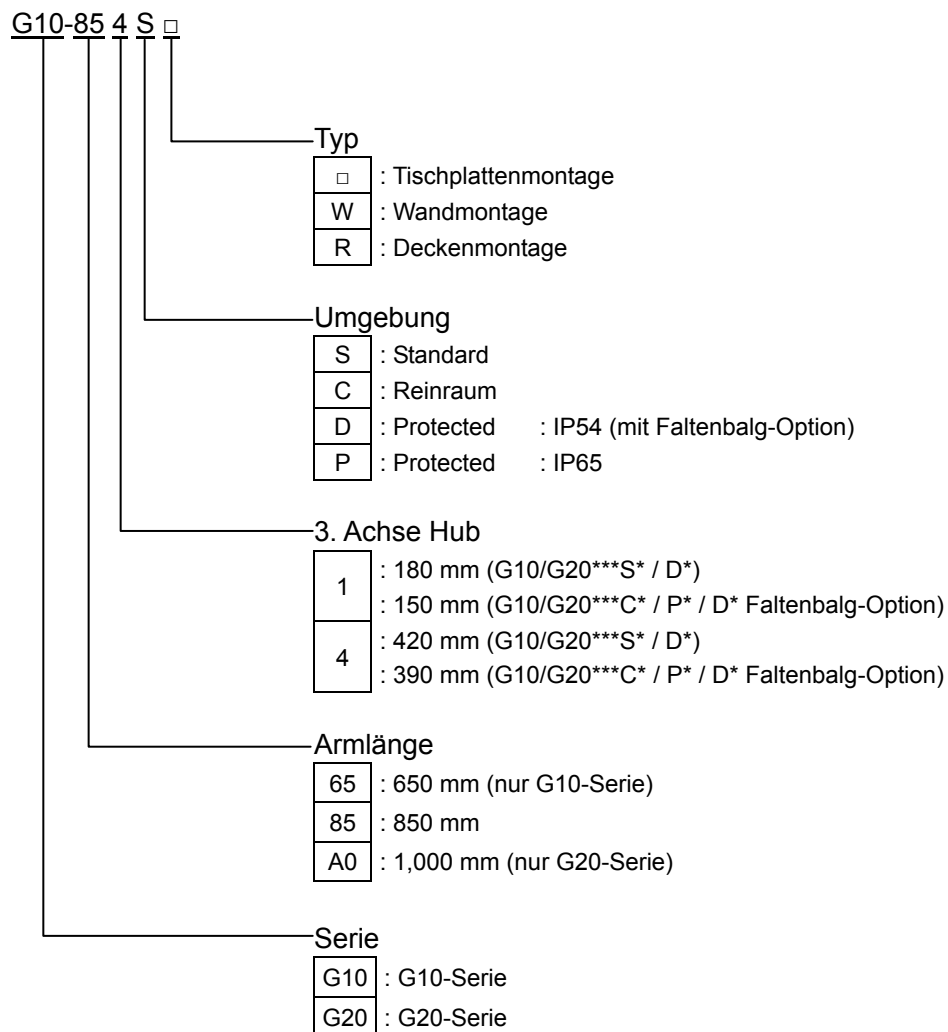 G10-85 4 S □
Typ
□ : Tischplattenmontage
W : Wandmontage
R : Deckenmontage
Umgebung
S : Standard
C : Reinraum
D : Protected : IP54 (mit Faltenbalg-Option)
P : Protected : IP65
3. Achse Hub
1 : 180 mm (G10/G20***S* / D*)
: 150 mm (G10/G20***C* / P* / D* Faltenbalg-Option)
4 : 420 mm (G10/G20***S* / D*)
: 390 mm (G10/G20***C* / P* / D* Faltenbalg-Option)
Armlänge
65 : 650 mm (nur G10-Serie)
85 : 850 mm
A0 : 1,000 mm (nur G20-Serie)
Serie
G10 : G10-Serie
G20 : G20-Serie